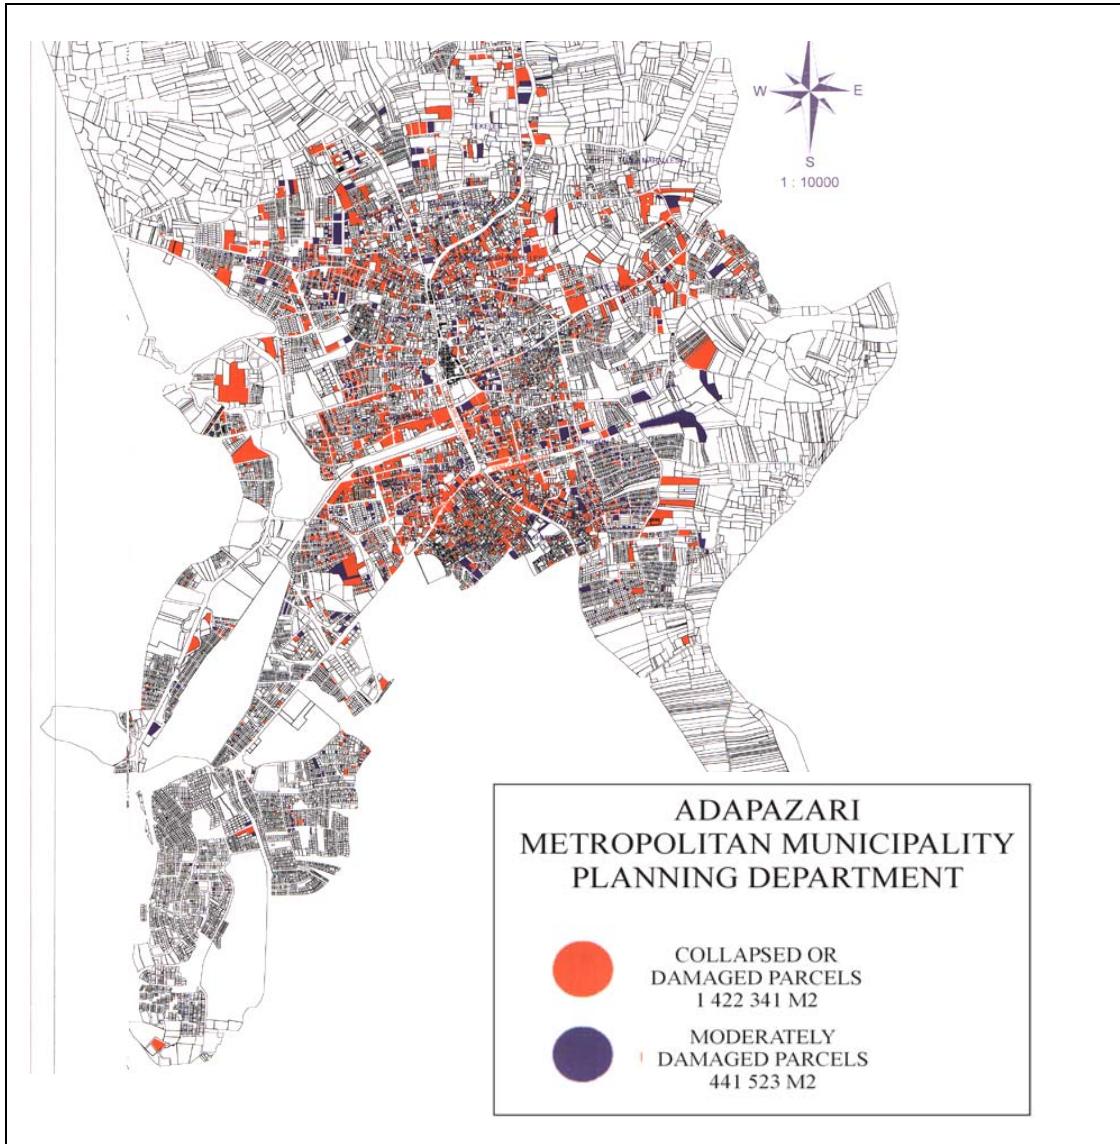 W
E
S
1 : 10000
ADAPAZARI
METROPOLITAN MUNICIPALITY
PLANNING DEPARTMENT
COLLAPSED OR
DAMAGED PARCELS
1 422 341 M2
MODERATELY
DAMAGED PARCELS
441 523 M2